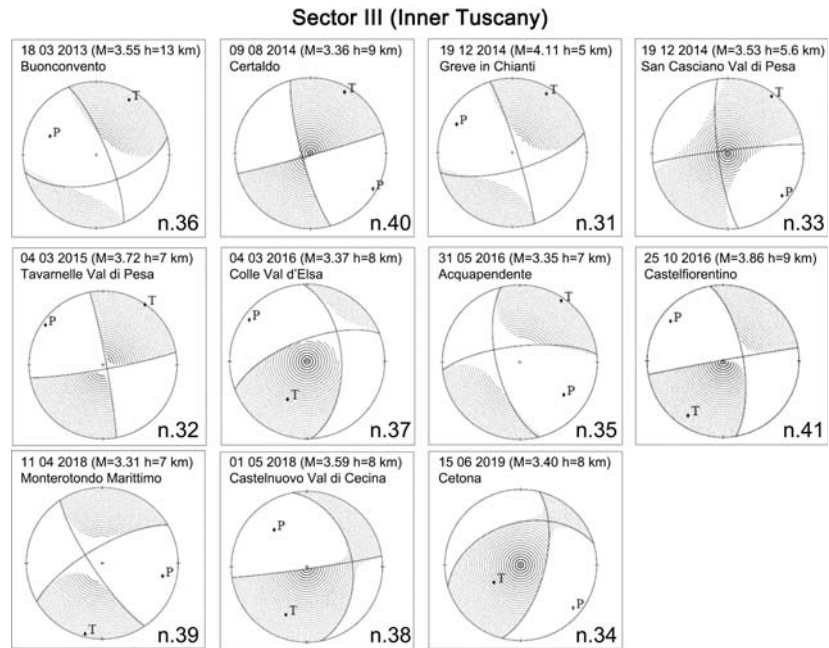 Sector III (Inner Tuscany)
18 03 2013 (M=3.55 h=13 km)
Buonconvento
T
P
n.36
09 08 2014 (M=3.36 h=9 km)
Certaldo
T
P
n.40
19 12 2014 (M=4.11 h=5 km)
Greve in Chianti
T
P
n.31
19 12 2014 (M=3.53 h=5.6 km)
San Casciano Val di Pesa
T
P
n.33
04 03 2015 (M=3.72 h=7 km)
Tavarnelle Val di Pesa
T
P
n.32
04 03 2016 (M=3.37 h=8 km)
Colle Val d'Elsa
P
T
n.37
31 05 2016 (M=3.35 h=7 km)
Acquapendente
T
P
n.35
25 10 2016 (M=3.86 h=9 km)
Castelfiorentino
P
T
n.41
11 04 2018 (M=3.31 h=7 km)
Monterotondo Marittimo
P
T
n.39
01 05 2018 (M=3.59 h=8 km)
Castelnuovo Val di Cecina
P
T
n.38
15 06 2019 (M=3.40 h=8 km)
Cetona
T
P
n.34